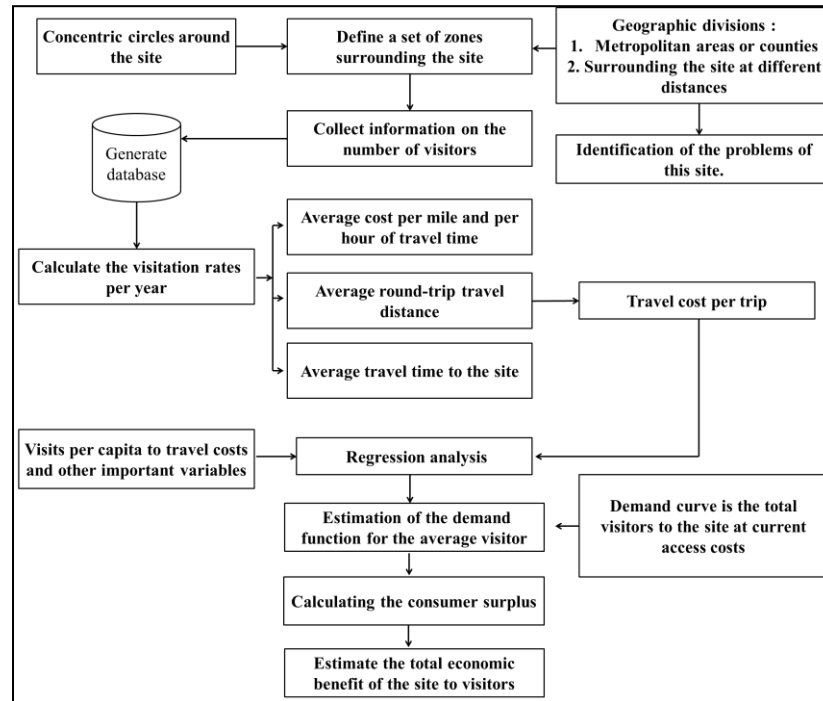 Concentric circles around
the site
Define a set of zones
surrounding the site
Geographic divisions :
1. Metropolitan areas or counties
2. Surrounding the site at different
distances
Collect information on the
number of visitors
Generate
database
Identification of the problems of
this site.
Average cost per mile and per
hour of travel time
Calculate the visitation rates
per year
Average round-trip travel
distance
Travel cost per trip
Average travel time to the site
Visits per capita to travel costs
and other important variables
Regression analysis
Estimation of the demand
function for the average visitor
Demand curve is the total
visitors to the site at current
access costs
Calculating the consumer surplus
Estimate the total economic
benefit of the site to visitors